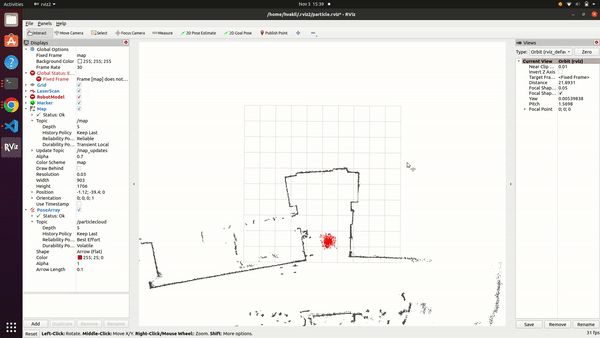 Activities
rviz2
Nov 3 15:39
/home/hvak6/.rviz2/particle.rviz* - RViz
File Panels Help
Interact Move Camera Select Focus Camera Measure 2D Pose Estimate 2D Goal Pose Publish Point
Displays
Global Options
Fixed Frame map
Background Color 255; 255; 255
Frame Rate 30
Global Status: E...
Fixed Frame Frame [map] does not...
Grid
LaserScan
RobotModel
Marker
Map
Status: Ok
Topic /map
Depth 5
History Policy Keep Last
Reliability Po... Reliable
Durability Po... Transient Local
Update Topic /map_updates
Alpha 0.7
Color Scheme map
Draw Behind
Resolution 0.03
Width 903
Height 1706
Position -1.12; -39.4; 0
Orientation 0; 0; 0; 1
Use Timestamp
PoseArray
Status: Ok
Topic /particlecloud
Depth 5
History Policy Keep Last
Reliability Po... Best Effort
Durability Po... Volatile
Shape Arrow (Flat)
Color 255; 25; 0
Alpha 1
Arrow Length 0.1
Add Duplicate Remove Rename
Views
Type: Orbit (rviz_defau Zero
Current View Orbit (rviz)
Near Clip ... 0.01
Invert Z Axis
Target Fra... <Fixed Frame>
Distance 21.8931
Focal Shap... 0.05
Focal Shap...
Yaw 0.00539838
Pitch 1.5698
Focal Point 0; 0; 0
Save Remove Rename
Reset Left-Click: Rotate. Middle-Click: Move X/Y. Right-Click/Mouse Wheel: Zoom. Shift: More options.
31 fps